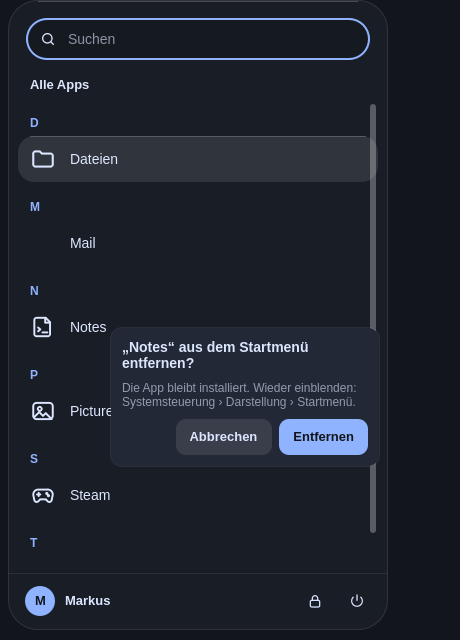 Suchen
Alle Apps
D
Dateien
M
Mail
N
Notes
„Notes“ aus dem Startmenü
entfernen?
Die App bleibt installiert. Wieder einblenden:
Systemsteuerung › Darstellung › Startmenü.
Abbrechen
Entfernen
P
Picture
S
Steam
T
M
Markus